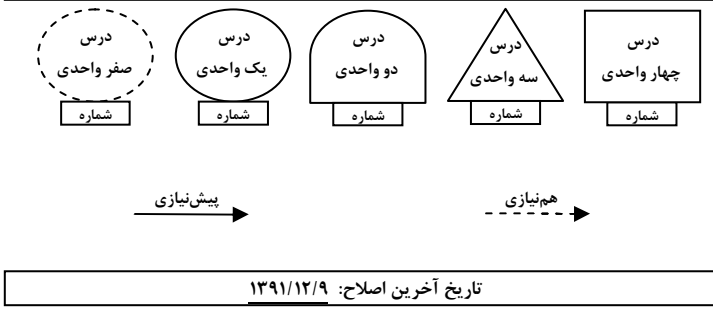 درس
چهار واحدی
شماره
درس
سه واحدی
شماره
درس
دو واحدی
شماره
درس
یک واحدی
شماره
درس
صفر واحدی
شماره
هم‌نیازی
پیش‌نیازی
تاریخ آخرین اصلاح: ۱۳۹۱/۱۲/۹